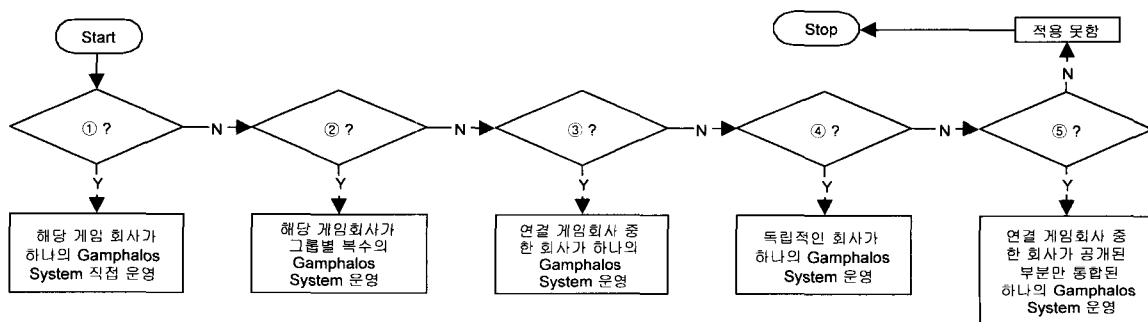 Start
Stop
적용 못함
N
① ?
N
② ?
N
③ ?
N
④ ?
N
⑤ ?
Y
Y
Y
Y
Y
해당 게임 회사가
하나의 Gamphalos
System 직접 운영
해당 게임회사가
그룹별 복수의
Gamphalos
System 운영
연결 게임회사 중
한 회사가 하나의
Gamphalos
System 운영
독립적인 회사가
하나의 Gamphalos
System 운영
연결 게임회사 중
한 회사가 공개된
부분만 통합된
하나의 Gamphalos
System 운영